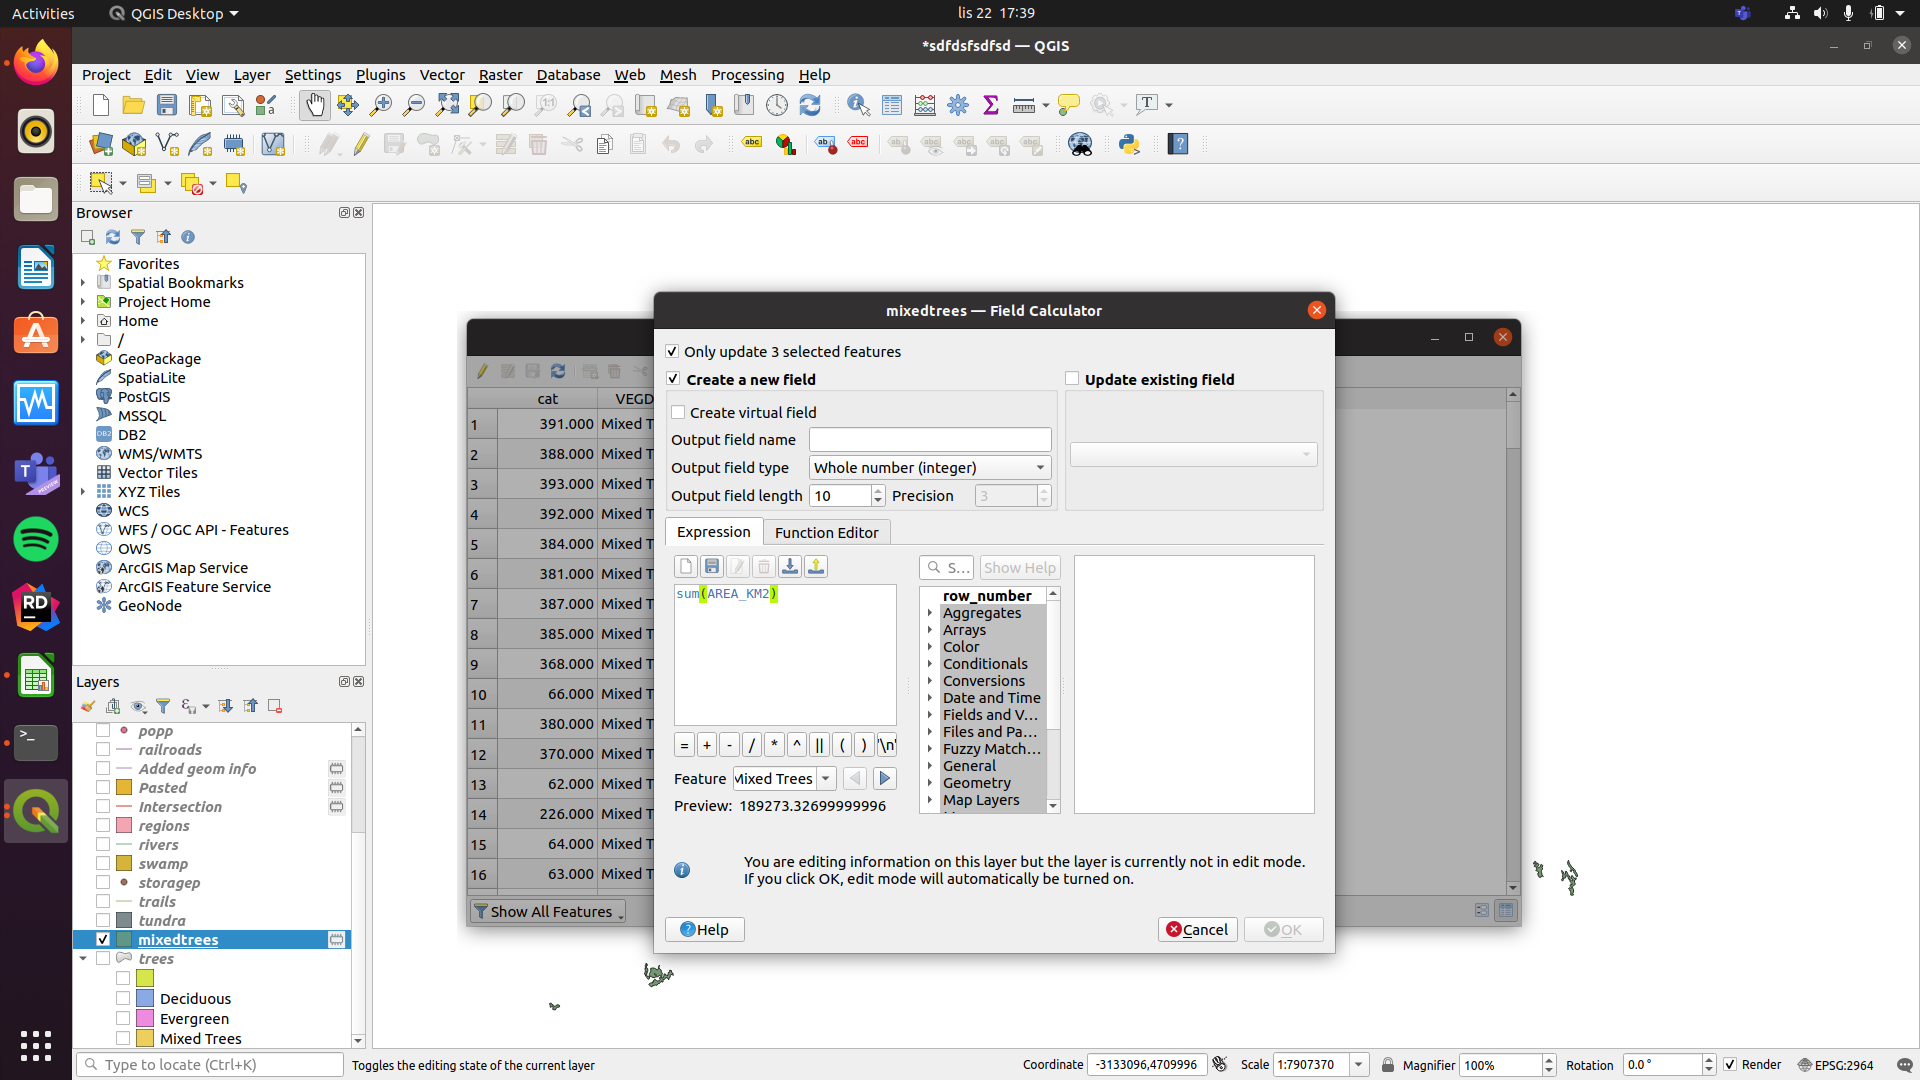 Activities
QGIS Desktop
lis 22 17:39
*sdfdsfsdfsd — QGIS
Project Edit View Layer Settings Plugins Vector Raster Database Web Mesh Processing Help
Browser
Favorites
Spatial Bookmarks
Project Home
Home
/
GeoPackage
SpatiaLite
PostGIS
MSSQL
DB2
WMS/WMTS
Vector Tiles
XYZ Tiles
WCS
WFS / OGC API - Features
OWS
ArcGIS Map Service
ArcGIS Feature Service
GeoNode
Layers
popp
railroads
Added geom info
Pasted
Intersection
regions
rivers
swamp
storagep
trails
tundra
mixedtrees
trees
Deciduous
Evergreen
Mixed Trees
cat VEGD
1 391.000 Mixed T
2 388.000 Mixed T
3 393.000 Mixed T
4 392.000 Mixed T
5 384.000 Mixed T
6 381.000 Mixed T
7 387.000 Mixed T
8 385.000 Mixed T
9 368.000 Mixed T
10 66.000 Mixed T
11 380.000 Mixed T
12 370.000 Mixed T
13 62.000 Mixed T
14 226.000 Mixed T
15 64.000 Mixed T
16 63.000 Mixed T
Show All Features
mixedtrees — Field Calculator
Only update 3 selected features
Create a new field
Update existing field
Create virtual field
Output field name
Output field type Whole number (integer)
Output field length 10 Precision 3
Expression Function Editor
S... Show Help
sum(AREA_KM2)
row_number
Aggregates
Arrays
Color
Conditionals
Conversions
Date and Time
Fields and V...
Files and Pa...
Fuzzy Match...
General
Geometry
Map Layers
= + - / * ^ || ( ) '\n'
Feature Mixed Trees
Preview: 189273.32699999996
You are editing information on this layer but the layer is currently not in edit mode.
If you click OK, edit mode will automatically be turned on.
Help Cancel OK
Type to locate (Ctrl+K) Toggles the editing state of the current layer Coordinate -3133096,4709996 Scale 1:7907370 Magnifier 100% Rotation 0.0 ° Render EPSG:2964